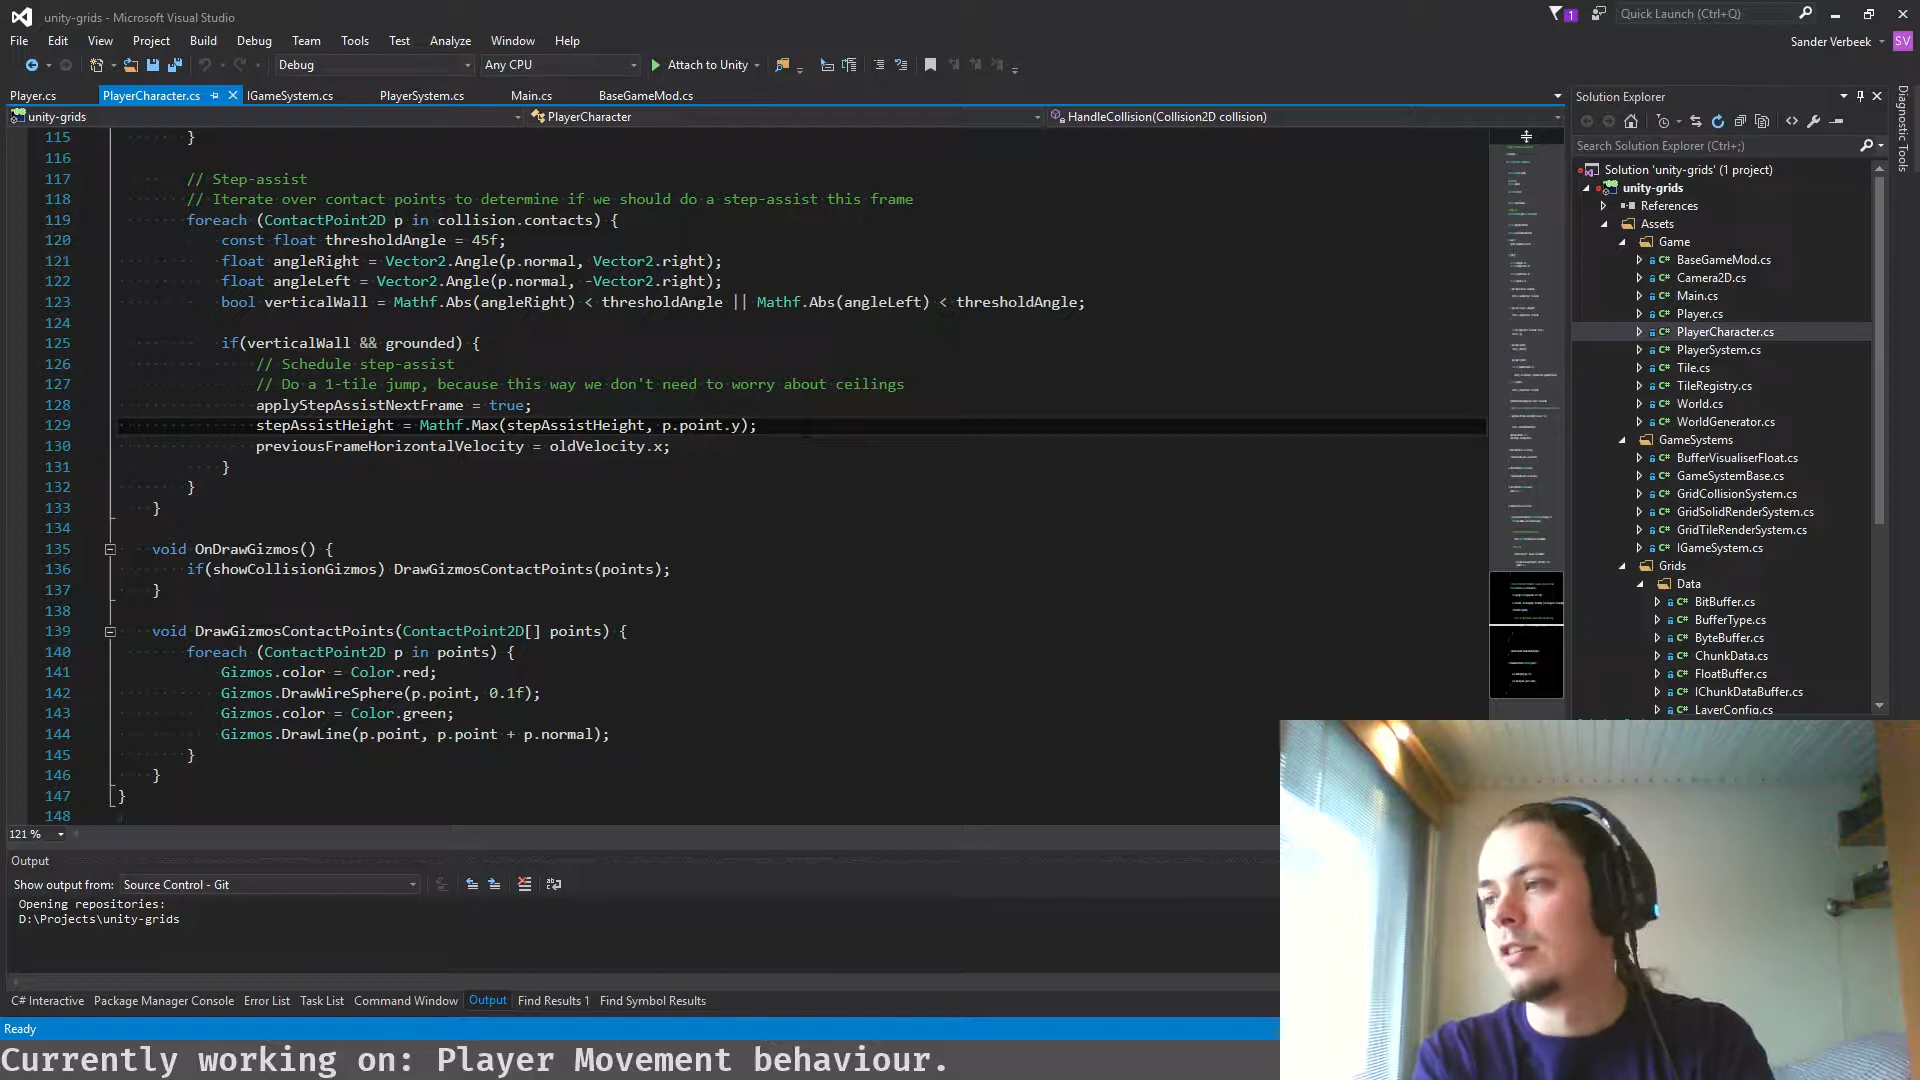 unity-grids - Microsoft Visual Studio
1
Quick Launch (Ctrl+Q)
File Edit View Project Build Debug Team Tools Test Analyze Window Help
Sander Verbeek SV
Debug Any CPU Attach to Unity
Player.cs PlayerCharacter.cs IGameSystem.cs PlayerSystem.cs Main.cs BaseGameMod.cs
unity-grids PlayerCharacter HandleCollision(Collision2D collision)
115 }
116
117 // Step-assist
118 // Iterate over contact points to determine if we should do a step-assist this frame
119 foreach (ContactPoint2D p in collision.contacts) {
120 const float thresholdAngle = 45f;
121 float angleRight = Vector2.Angle(p.normal, Vector2.right);
122 float angleLeft = Vector2.Angle(p.normal, -Vector2.right);
123 bool verticalWall = Mathf.Abs(angleRight) < thresholdAngle || Mathf.Abs(angleLeft) < thresholdAngle;
124
125 if(verticalWall && grounded) {
126 // Schedule step-assist
127 // Do a 1-tile jump, because this way we don't need to worry about ceilings
128 applyStepAssistNextFrame = true;
129 stepAssistHeight = Mathf.Max(stepAssistHeight, p.point.y);
130 previousFrameHorizontalVelocity = oldVelocity.x;
131 }
132 }
133 }
134
135 void OnDrawGizmos() {
136 if(showCollisionGizmos) DrawGizmosContactPoints(points);
137 }
138
139 void DrawGizmosContactPoints(ContactPoint2D[] points) {
140 foreach (ContactPoint2D p in points) {
141 Gizmos.color = Color.red;
142 Gizmos.DrawWireSphere(p.point, 0.1f);
143 Gizmos.color = Color.green;
144 Gizmos.DrawLine(p.point, p.point + p.normal);
145 }
146 }
147 }
148
121 %
Output
Show output from: Source Control - Git
Opening repositories:
D:\Projects\unity-grids
C# Interactive Package Manager Console Error List Task List Command Window Output Find Results 1 Find Symbol Results
Ready
Currently working on: Player Movement behaviour.
Solution Explorer
Search Solution Explorer (Ctrl+;)
Solution 'unity-grids' (1 project)
unity-grids
References
Assets
Game
C# BaseGameMod.cs
C# Camera2D.cs
C# Main.cs
C# Player.cs
C# PlayerCharacter.cs
C# PlayerSystem.cs
C# Tile.cs
C# TileRegistry.cs
C# World.cs
C# WorldGenerator.cs
GameSystems
C# BufferVisualiserFloat.cs
C# GameSystemBase.cs
C# GridCollisionSystem.cs
C# GridSolidRenderSystem.cs
C# GridTileRenderSystem.cs
C# IGameSystem.cs
Grids
Data
C# BitBuffer.cs
C# BufferType.cs
C# ByteBuffer.cs
C# ChunkData.cs
C# FloatBuffer.cs
C# IChunkDataBuffer.cs
C# LayerConfig.cs
Diagnostic Tools